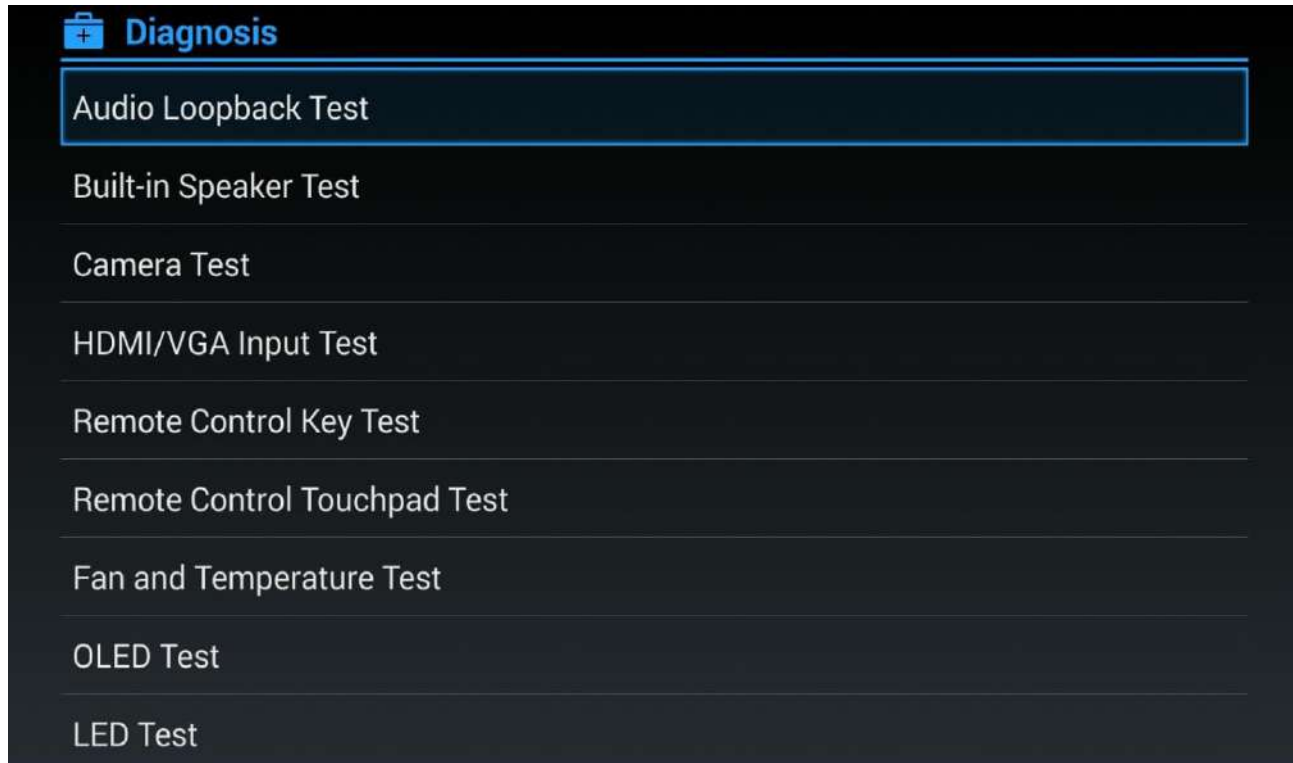 Diagnosis
Audio Loopback Test
Built-in Speaker Test
Camera Test
HDMI/VGA Input Test
Remote Control Key Test
Remote Control Touchpad Test
Fan and Temperature Test
OLED Test
LED Test